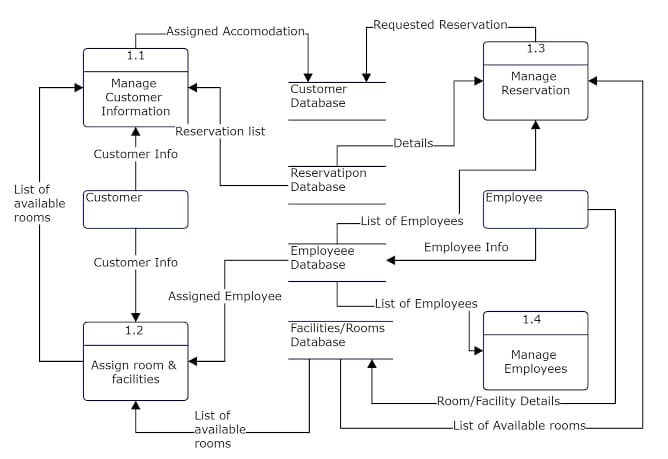 Assigned Accomodation
Requested Reservation
1.1
Manage
Customer
Information
Customer
Database
1.3
Manage
Reservation
Reservation list
Details
Customer Info
Reservatipon
Database
List of
available
rooms
Customer
List of Employees
Employee
Employee Info
Customer Info
Employeee
Database
Assigned Employee
List of Employees
1.2
Assign room &
facilities
Facilities/Rooms
Database
1.4
Manage
Employees
Room/Facility Details
List of
available
rooms
List of Available rooms